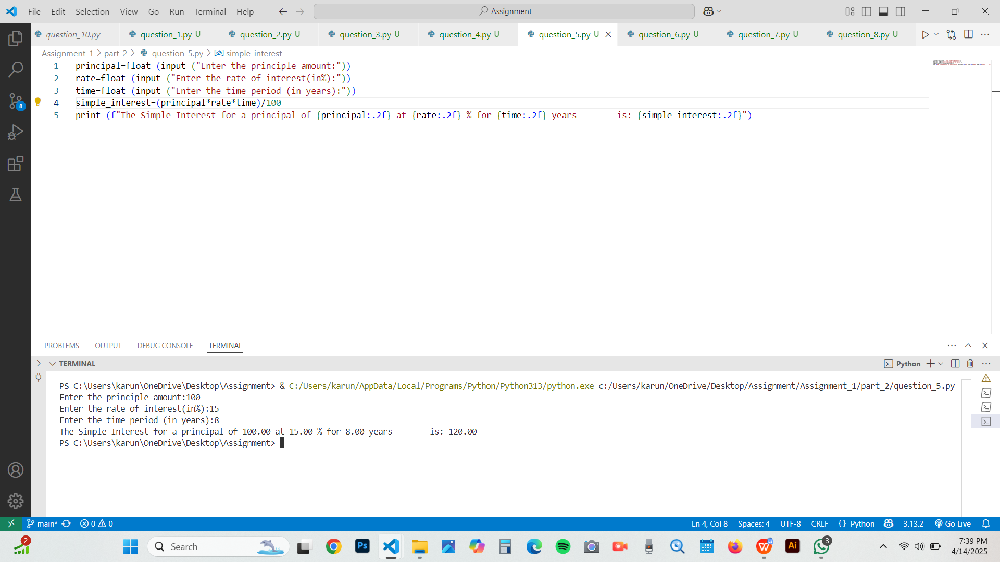 File Edit Selection View Go Run Terminal Help
Assignment
question_10.py question_1.py U question_2.py U question_3.py U question_4.py U question_5.py U question_6.py U question_7.py U question_8.py U
Assignment_1 > part_2 > question_5.py > simple_interest
1 principal=float (input ("Enter the principle amount:"))
2 rate=float (input ("Enter the rate of interest(in%):"))
3 time=float (input ("Enter the time period (in years):"))
4 simple_interest=(principal*rate*time)/100
5 print (f"The Simple Interest for a principal of {principal:.2f} at {rate:.2f} % for {time:.2f} years        is: {simple_interest:.2f}")
8
PROBLEMS OUTPUT DEBUG CONSOLE TERMINAL
TERMINAL
Python
PS C:\Users\karun\OneDrive\Desktop\Assignment> & C:/Users/karun/AppData/Local/Programs/Python/Python313/python.exe c:/Users/karun/OneDrive/Desktop/Assignment/Assignment_1/part_2/question_5.py
Enter the principle amount:100
Enter the rate of interest(in%):15
Enter the time period (in years):8
The Simple Interest for a principal of 100.00 at 15.00 % for 8.00 years        is: 120.00
PS C:\Users\karun\OneDrive\Desktop\Assignment>
main* 0 0 Ln 4, Col 8 Spaces: 4 UTF-8 CRLF {} Python 3.13.2 Go Live
2
Search
Ps
W
Ai
3
7:39 PM
4/14/2025